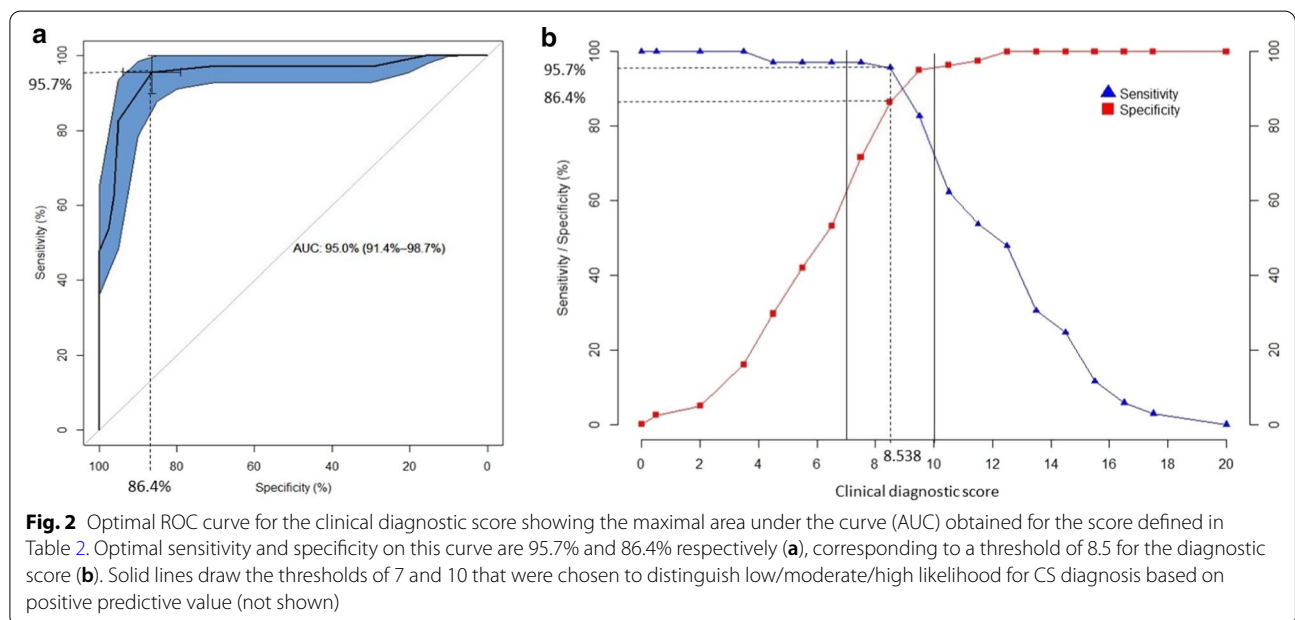 a
100
95.7%
80
60
40
20
0
Sensitivity (%)
AUC: 95.0% (91.4%–98.7%)
100 80 60 40 20 0
86.4%
Specificity (%)
b
100 100
95.7%
86.4%
80 80
60 60
40 40
20 20
0 0
Sensitivity / Specificity (%)
Sensitivity
Specificity
0 2 4 6 8 10 12 14 16 18 20
8.538
Clinical diagnostic score
Fig. 2 Optimal ROC curve for the clinical diagnostic score showing the maximal area under the curve (AUC) obtained for the score defined in
Table 2. Optimal sensitivity and specificity on this curve are 95.7% and 86.4% respectively (a), corresponding to a threshold of 8.5 for the diagnostic
score (b). Solid lines draw the thresholds of 7 and 10 that were chosen to distinguish low/moderate/high likelihood for CS diagnosis based on
positive predictive value (not shown)